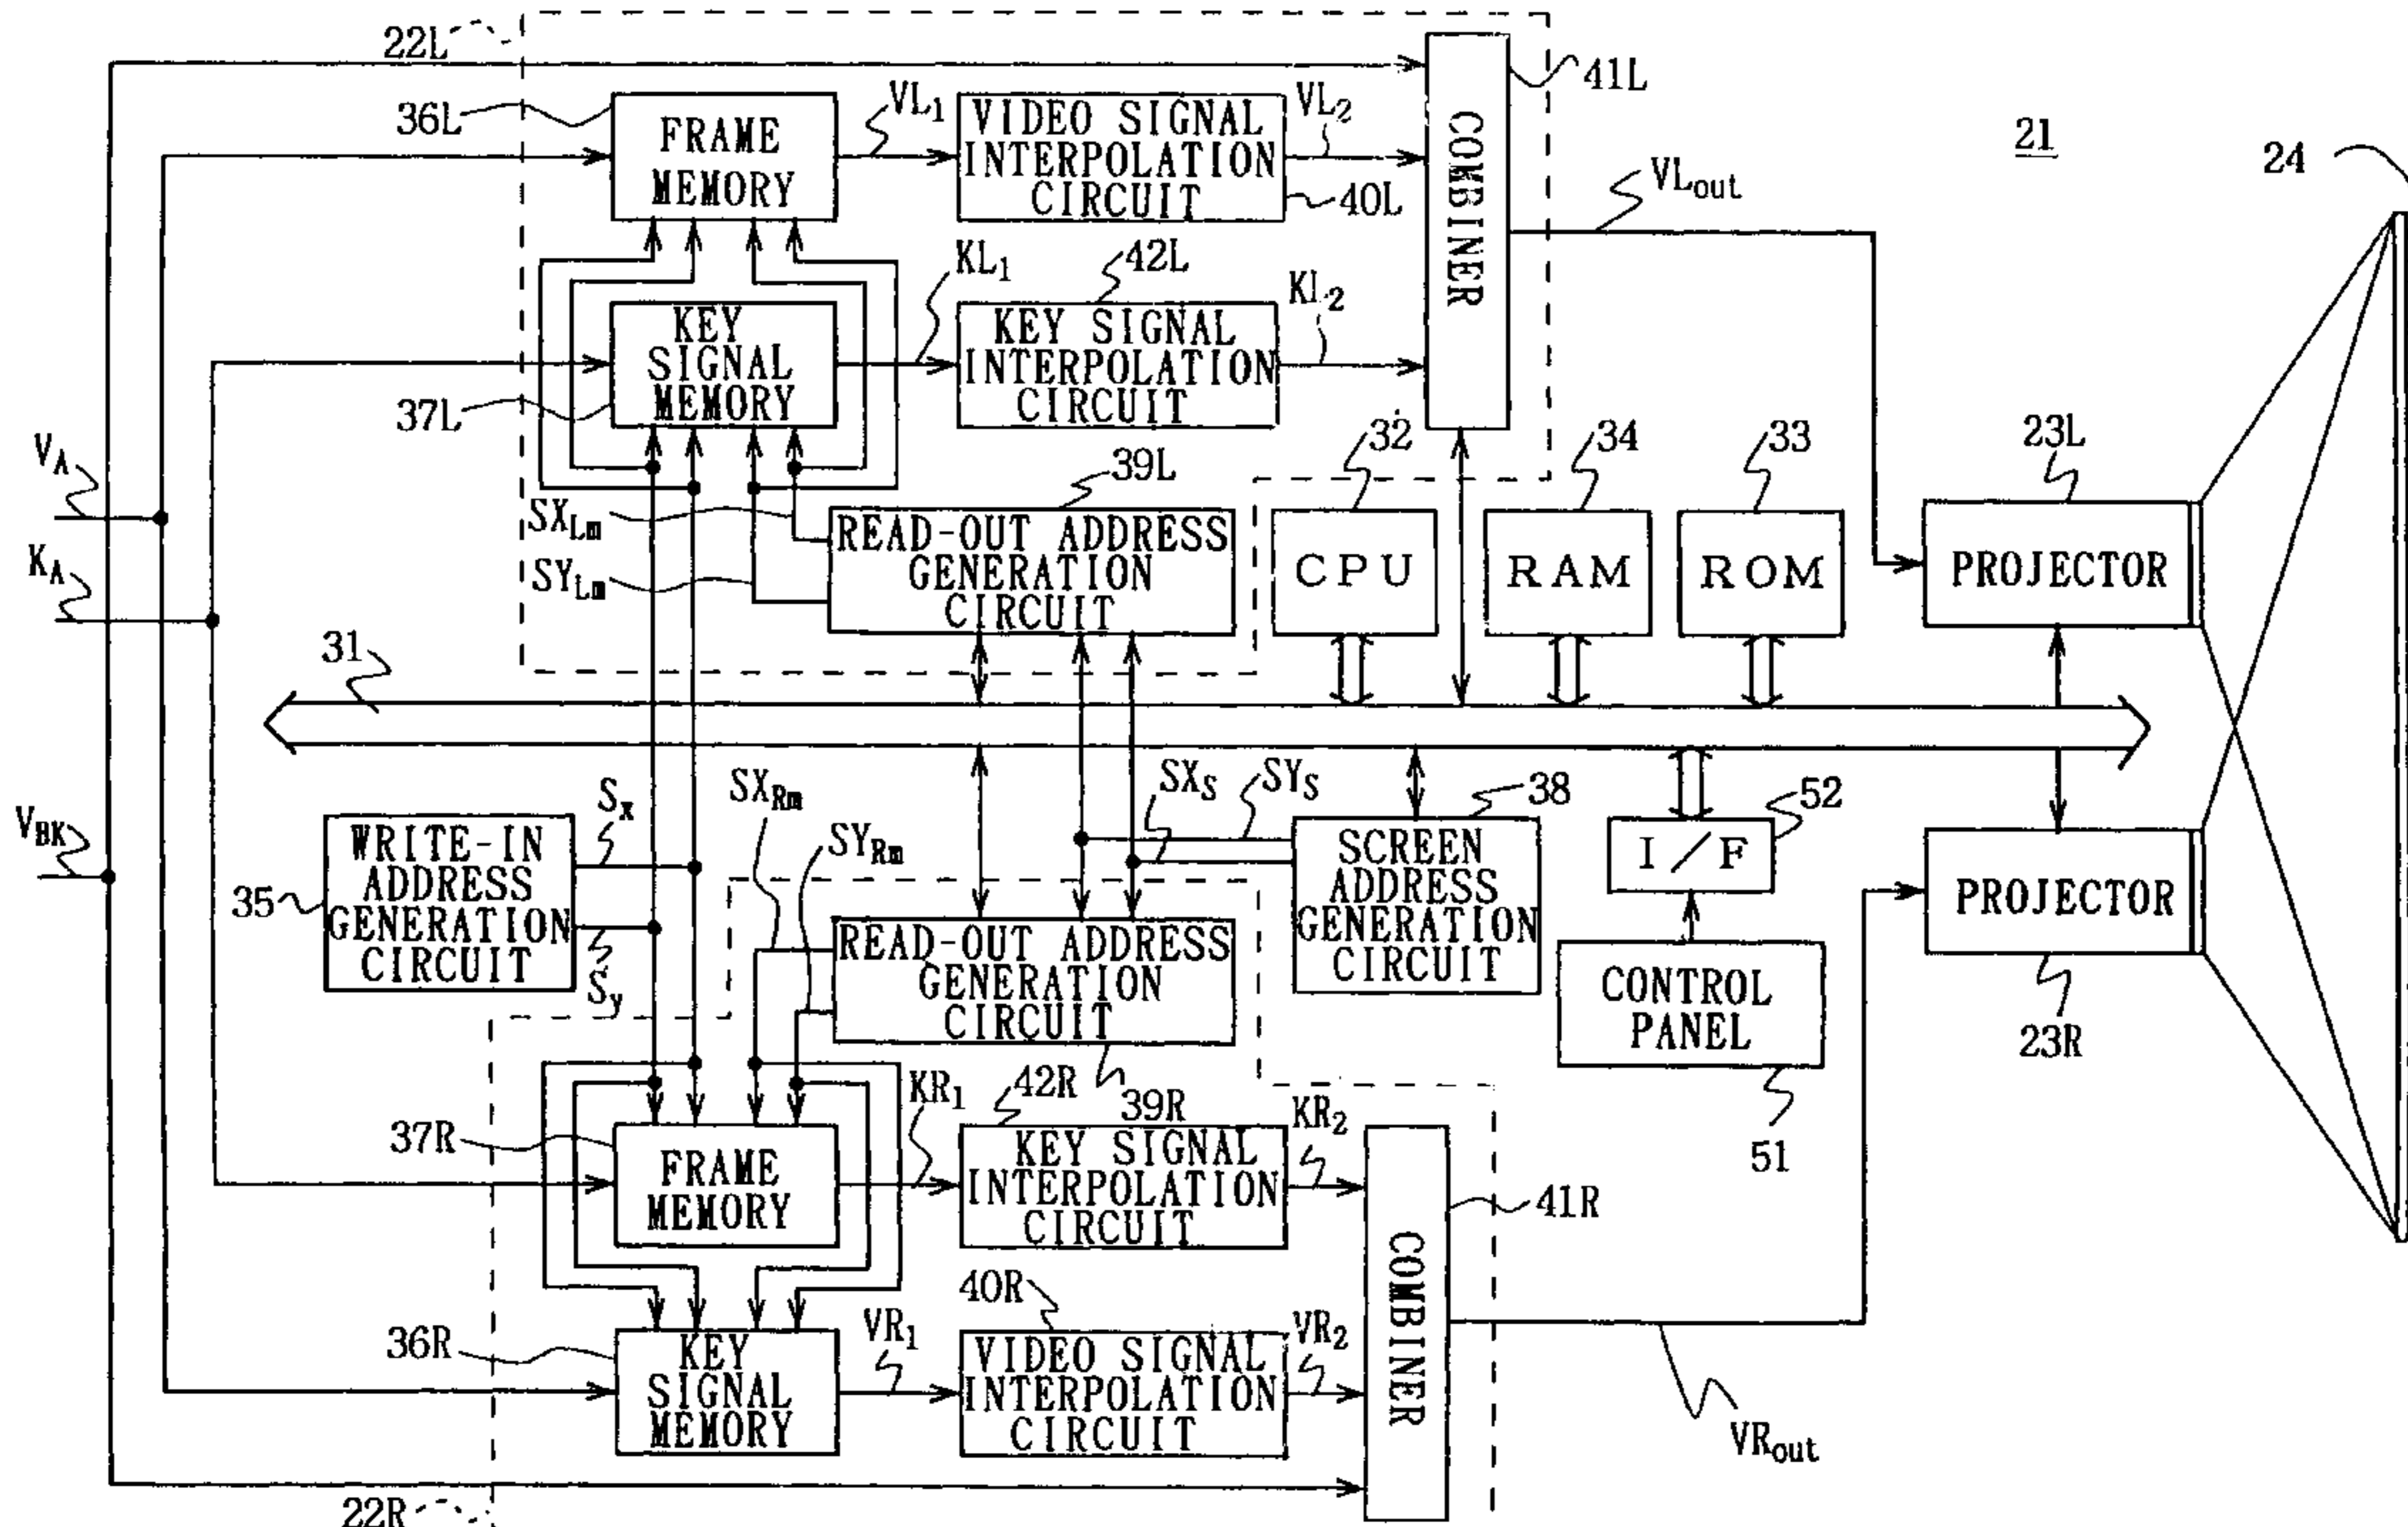 22L
41L
36L
FRAME
MEMORY
VL1
VIDEO SIGNAL
INTERPOLATION
CIRCUIT
VL2
40L
COMBINER
21
24
VLout
KEY
SIGNAL
MEMORY
37L
KL1
42L
KEY SIGNAL
INTERPOLATION
CIRCUIT
KL2
VA
KA
SXLm
SYLm
39L
READ-OUT ADDRESS
GENERATION
CIRCUIT
32
CPU
34
RAM
33
ROM
23L
PROJECTOR
31
VBK
WRITE-IN
ADDRESS
GENERATION
CIRCUIT
35
Sx
Sy
SXRm
SYRm
SXS
SYS
38
SCREEN
ADDRESS
GENERATION
CIRCUIT
52
I/F
CONTROL
PANEL
51
PROJECTOR
23R
READ-OUT ADDRESS
GENERATION
CIRCUIT
39R
37R
FRAME
MEMORY
KR1
42R
KEY SIGNAL
INTERPOLATION
CIRCUIT
KR2
41R
COMBINER
36R
KEY
SIGNAL
MEMORY
VR1
40R
VIDEO SIGNAL
INTERPOLATION
CIRCUIT
VR2
VRout
22R